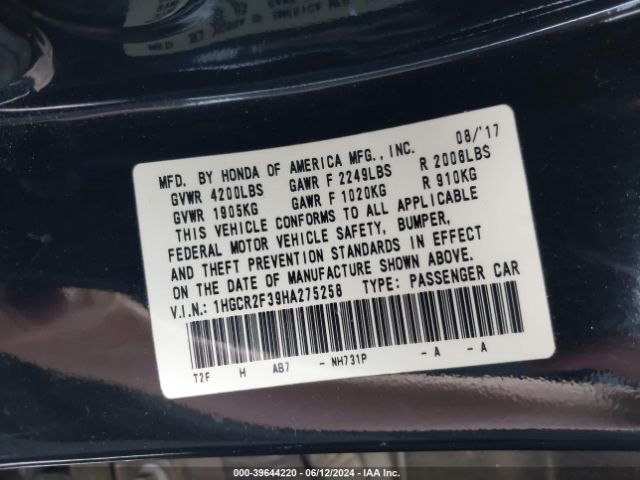 MFD. BY HONDA OF AMERICA MFG., INC. 08/'17
GVWR 4200LBS GAWR F 2249LBS R 2008LBS
GVWR 1905KG GAWR F 1020KG R 910KG
THIS VEHICLE CONFORMS TO ALL APPLICABLE
FEDERAL MOTOR VEHICLE SAFETY, BUMPER,
AND THEFT PREVENTION STANDARDS IN EFFECT
ON THE DATE OF MANUFACTURE SHOWN ABOVE.
V.I.N.: 1HGCR2F39HA275258 TYPE: PASSENGER CAR
T2F H AB7 - NH731P - A - A
000-39644220 - 06/12/2024 - IAA Inc.